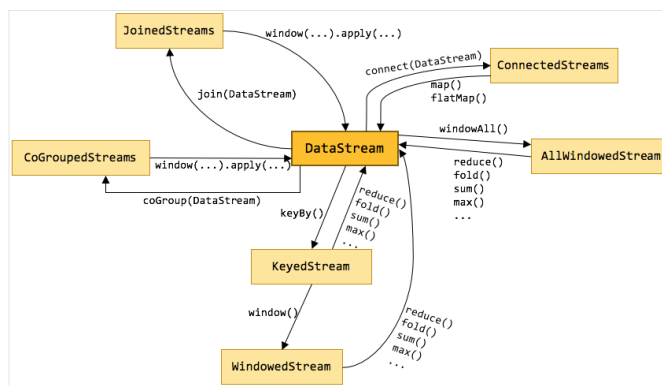 JoinedStreams
window(...).apply(...)
connect(DataStream)
ConnectedStreams
map()
flatMap()
join(DataStream)
windowAll()
DataStream
CoGroupedStreams
window(...).apply(...)
AllWindowedStream
reduce()
fold()
sum()
max()
...
coGroup(DataStream)
keyBy()
reduce()
fold()
sum()
max()
...
KeyedStream
window()
reduce()
fold()
sum()
max()
...
WindowedStream